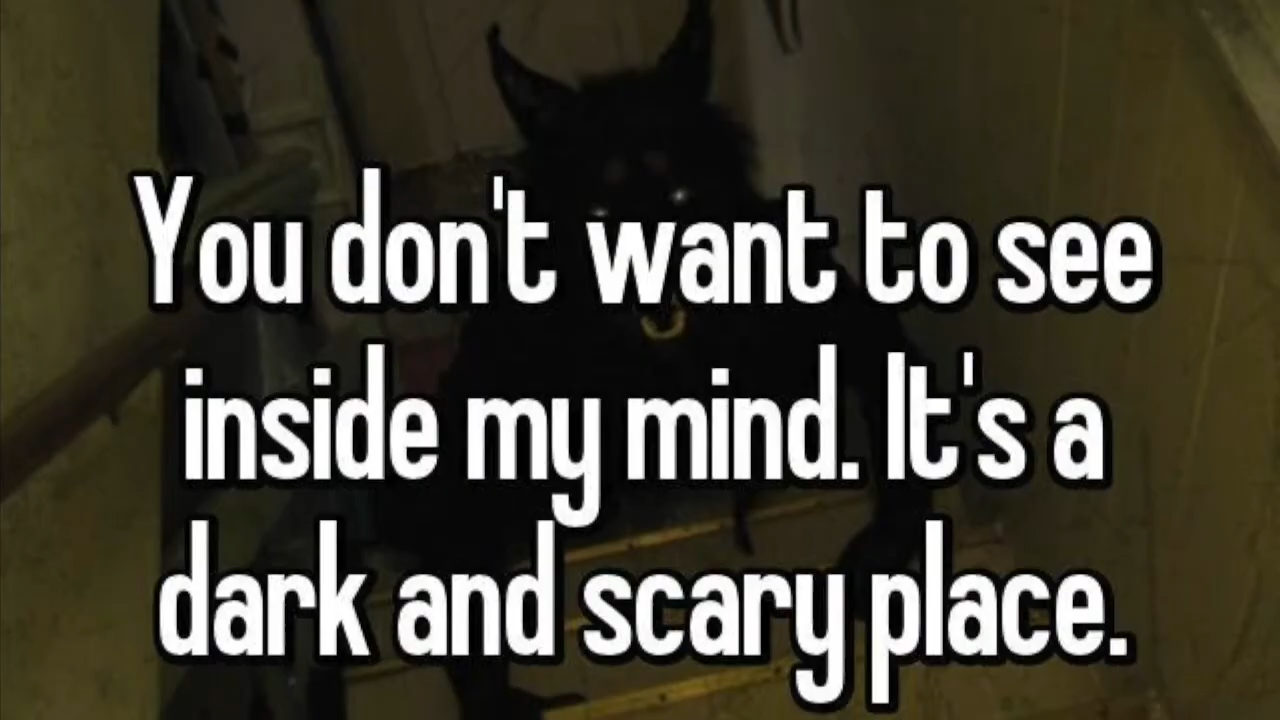 You don't want to see
inside my mind. It's a
dark and scary place.